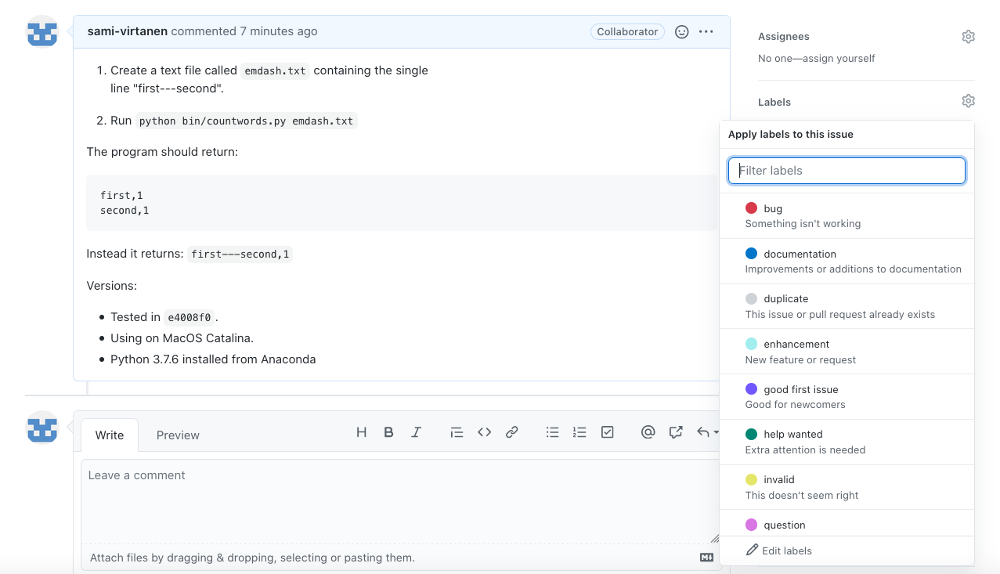 sami-virtanen commented 7 minutes ago
Collaborator
1. Create a text file called emdash.txt containing the single
line "first---second".
2. Run python bin/countwords.py emdash.txt
The program should return:
first,1
second,1
Instead it returns: first---second,1
Versions:
Tested in e4008f0.
Using on MacOS Catalina.
Python 3.7.6 installed from Anaconda
Write
Preview
H B I
@
Leave a comment
Attach files by dragging & dropping, selecting or pasting them.
M
Assignees
No one—assign yourself
Labels
Apply labels to this issue
Filter labels
bug
Something isn't working
documentation
Improvements or additions to documentation
duplicate
This issue or pull request already exists
enhancement
New feature or request
good first issue
Good for newcomers
help wanted
Extra attention is needed
invalid
This doesn't seem right
question
Edit labels